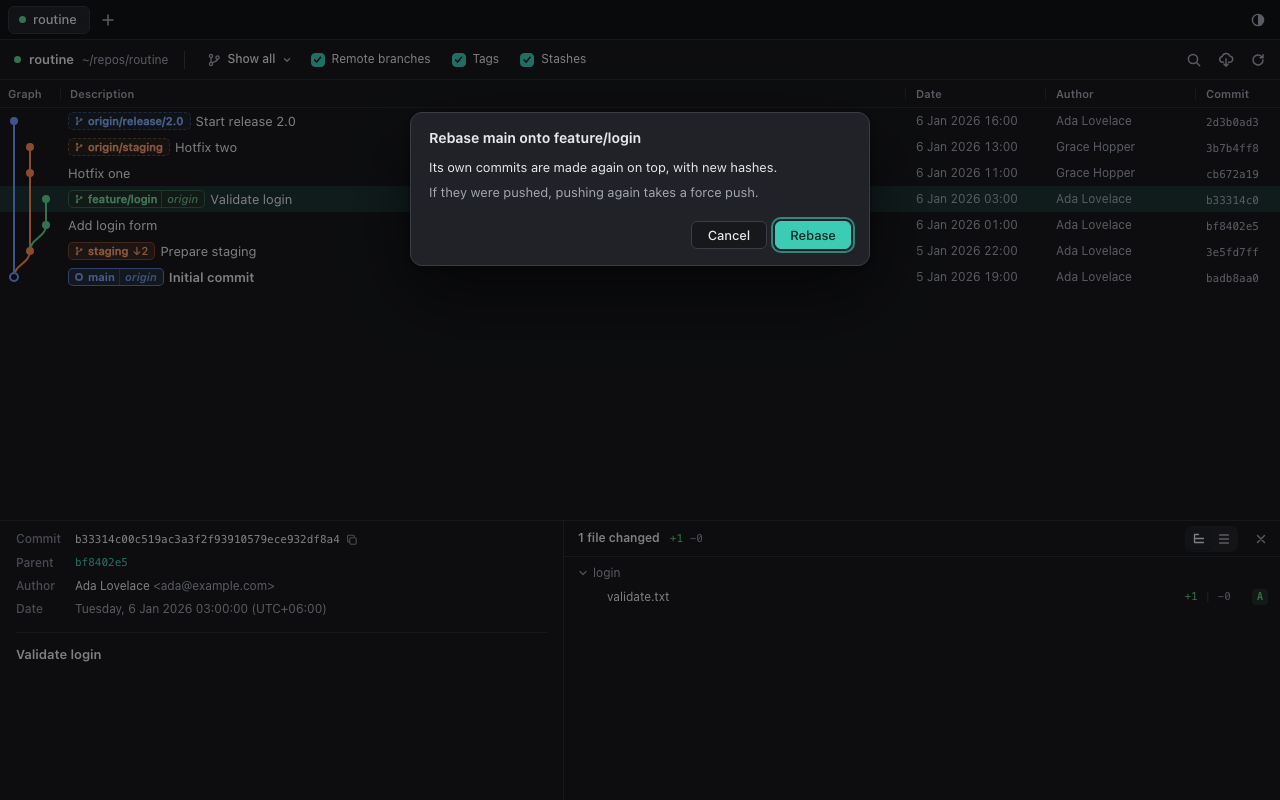 routine
routine ~/repos/routine Show all Remote branches Tags Stashes
Graph Description Date Author Commit
origin/release/2.0 Start release 2.0 6 Jan 2026 16:00 Ada Lovelace 2d3b0ad3
origin/staging Hotfix two 6 Jan 2026 13:00 Grace Hopper 3b7b4ff8
Hotfix one 6 Jan 2026 11:00 Grace Hopper cb672a19
feature/login origin Validate login 6 Jan 2026 03:00 Ada Lovelace b33314c0
Add login form 6 Jan 2026 01:00 Ada Lovelace bf8402e5
staging ↓2 Prepare staging 5 Jan 2026 22:00 Ada Lovelace 3e5fd7ff
main origin Initial commit 5 Jan 2026 19:00 Ada Lovelace badb8aa0
Rebase main onto feature/login
Its own commits are made again on top, with new hashes.
If they were pushed, pushing again takes a force push.
Cancel Rebase
Commit b33314c00c519ac3a3f2f93910579ece932df8a4
Parent bf8402e5
Author Ada Lovelace <ada@example.com>
Date Tuesday, 6 Jan 2026 03:00:00 (UTC+06:00)
Validate login
1 file changed +1 −0
login
validate.txt +1 −0 A